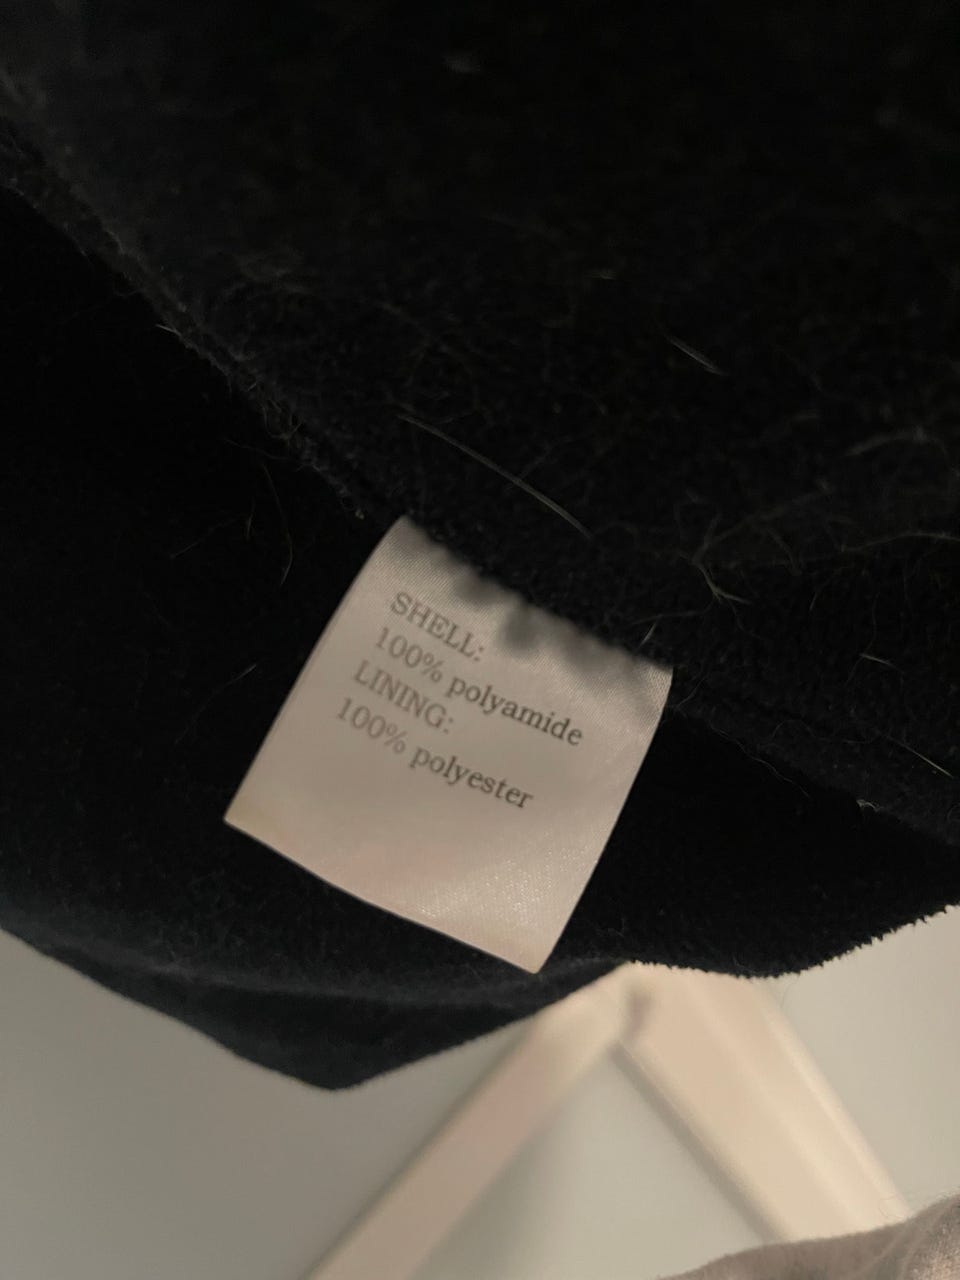 SHELL:
100% polyamide
LINING:
100% polyester